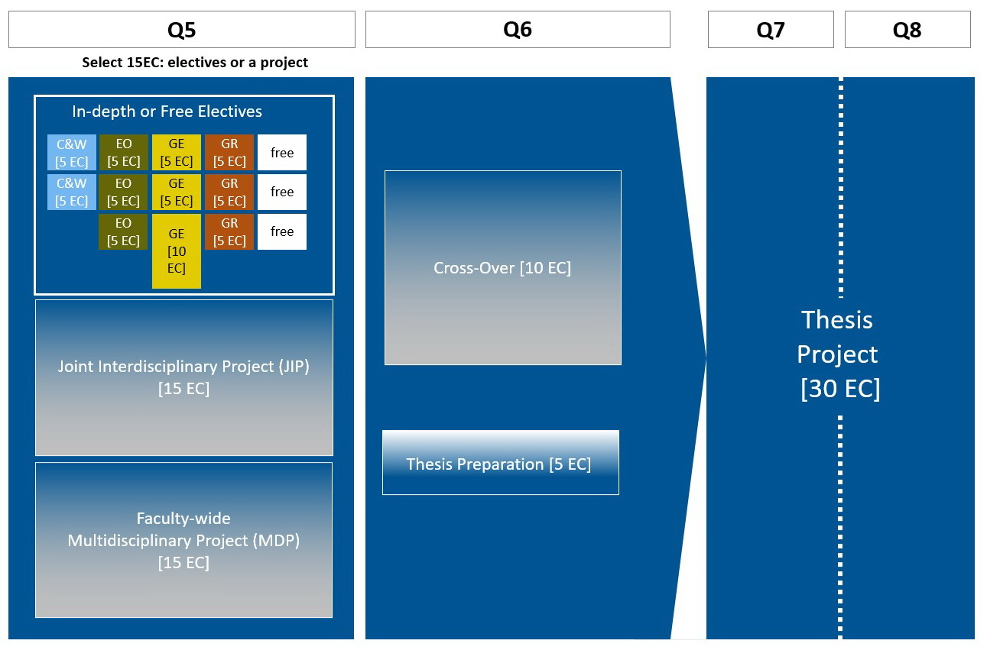 Q5
Q6
Q7
Q8
Select 15EC: electives or a project
In-depth or Free Electives
C&W
[5 EC]
EO
[5 EC]
GE
[5 EC]
GR
[5 EC]
free
C&W
[5 EC]
EO
[5 EC]
GE
[5 EC]
GR
[5 EC]
free
EO
[5 EC]
GE
[10
EC]
GR
[5 EC]
free
Joint Interdisciplinary Project (JIP)
[15 EC]
Faculty-wide
Multidisciplinary Project (MDP)
[15 EC]
Cross-Over [10 EC]
Thesis Preparation [5 EC]
Thesis
Project
[30 EC]